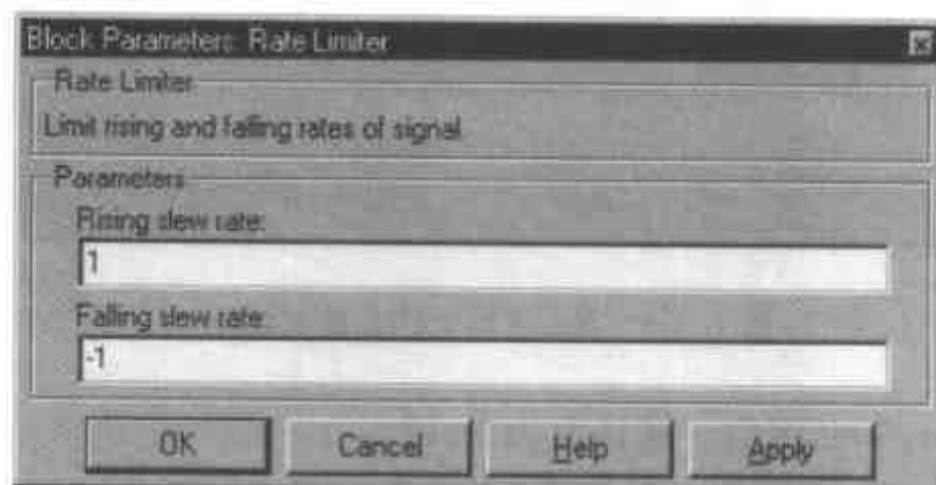 Block Parameters: Rate Limiter
Rate Limiter
Limit rising and falling rates of signal.
Parameters
Rising slew rate:
1
Falling slew rate:
-1
OK
Cancel
Help
Apply